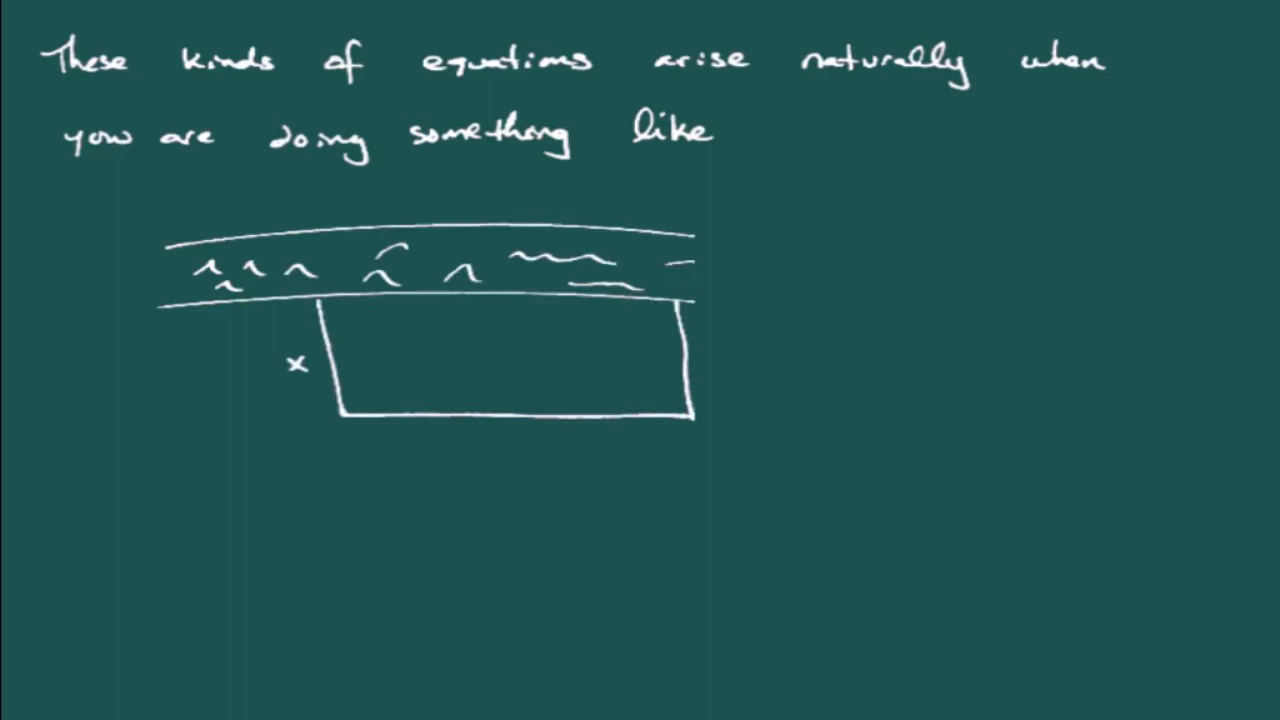 These kinds of equations arise naturally when
you are doing something like
x